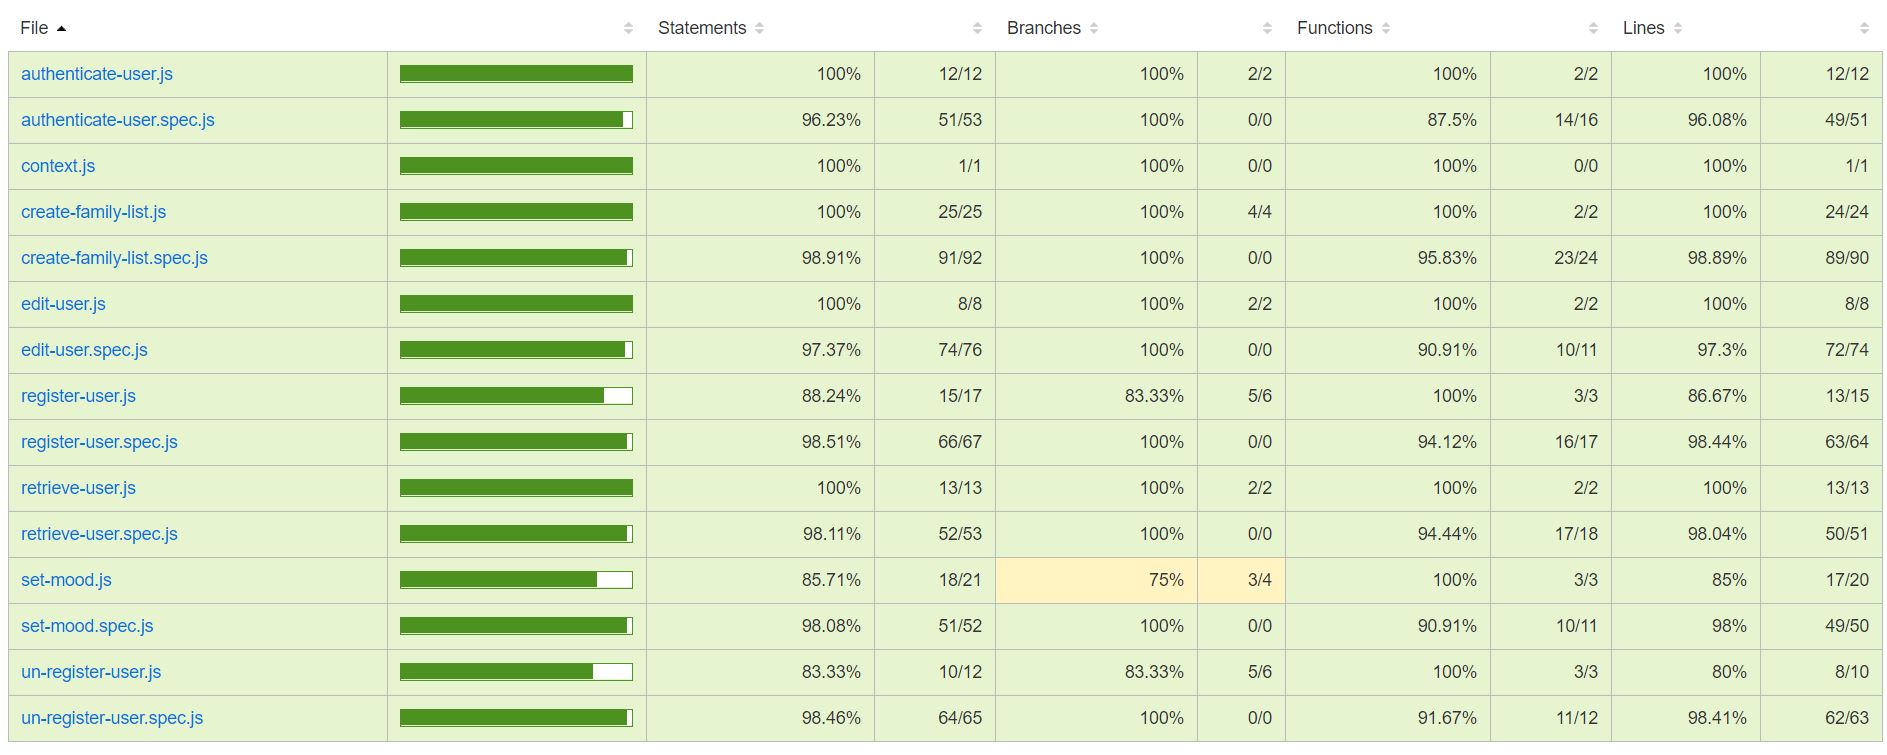 File Statements Branches Functions Lines
authenticate-user.js 100% 12/12 100% 2/2 100% 2/2 100% 12/12
authenticate-user.spec.js 96.23% 51/53 100% 0/0 87.5% 14/16 96.08% 49/51
context.js 100% 1/1 100% 0/0 100% 0/0 100% 1/1
create-family-list.js 100% 25/25 100% 4/4 100% 2/2 100% 24/24
create-family-list.spec.js 98.91% 91/92 100% 0/0 95.83% 23/24 98.89% 89/90
edit-user.js 100% 8/8 100% 2/2 100% 2/2 100% 8/8
edit-user.spec.js 97.37% 74/76 100% 0/0 90.91% 10/11 97.3% 72/74
register-user.js 88.24% 15/17 83.33% 5/6 100% 3/3 86.67% 13/15
register-user.spec.js 98.51% 66/67 100% 0/0 94.12% 16/17 98.44% 63/64
retrieve-user.js 100% 13/13 100% 2/2 100% 2/2 100% 13/13
retrieve-user.spec.js 98.11% 52/53 100% 0/0 94.44% 17/18 98.04% 50/51
set-mood.js 85.71% 18/21 75% 3/4 100% 3/3 85% 17/20
set-mood.spec.js 98.08% 51/52 100% 0/0 90.91% 10/11 98% 49/50
un-register-user.js 83.33% 10/12 83.33% 5/6 100% 3/3 80% 8/10
un-register-user.spec.js 98.46% 64/65 100% 0/0 91.67% 11/12 98.41% 62/63